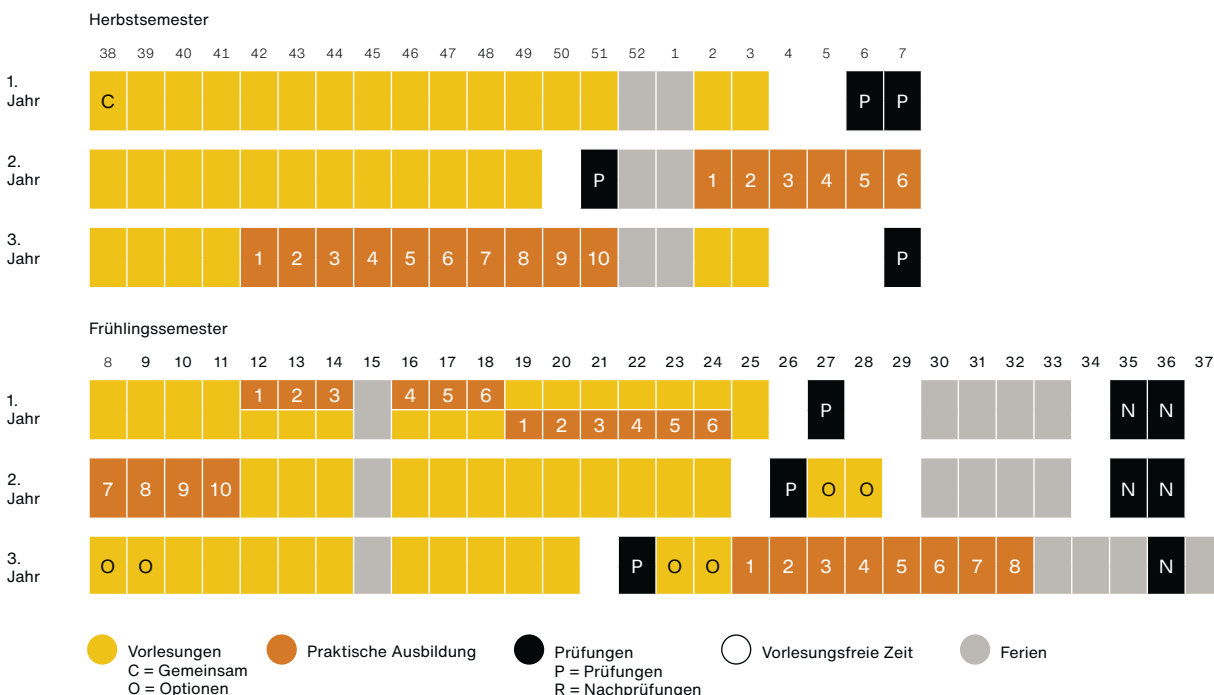 Herbstsemester
38 39 40 41 42 43 44 45 46 47 48 49 50 51 52 1 2 3 4 5 6 7
1.
Jahr
C P P
2.
Jahr
P 1 2 3 4 5 6
3.
Jahr
1 2 3 4 5 6 7 8 9 10 P
Frühlingssemester
8 9 10 11 12 13 14 15 16 17 18 19 20 21 22 23 24 25 26 27 28 29 30 31 32 33 34 35 36 37
1.
Jahr
1 2 3 4 5 6
1 2 3 4 5 6
P N N
2.
Jahr
7 8 9 10 P O O N N
3.
Jahr
O O P O O 1 2 3 4 5 6 7 8 N
Vorlesungen
C = Gemeinsam
O = Optionen
Praktische Ausbildung
Prüfungen
P = Prüfungen
R = Nachprüfungen
Vorlesungsfreie Zeit
Ferien